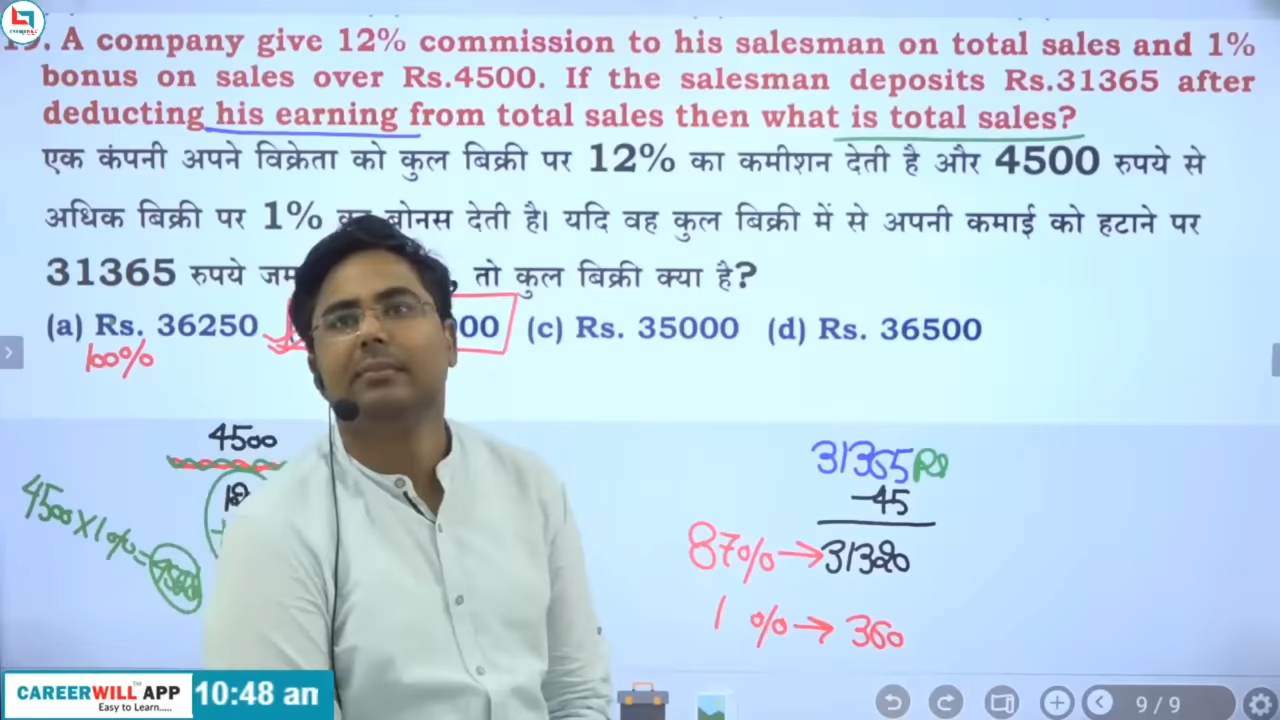 CAREERWILL
. A company give 12% commission to his salesman on total sales and 1%
bonus on sales over Rs.4500. If the salesman deposits Rs.31365 after
deducting his earning from total sales then what is total sales?
एक कंपनी अपने विक्रेता को कुल बिक्री पर 12% का कमीशन देती है और 4500 रुपये से
अधिक बिक्री पर 1% का बोनस देती है। यदि वह कुल बिक्री में से अपनी कमाई को हटाने पर
31365 रुपये तो कुल बिक्री क्या है?
(a) Rs. 36250 000 (c) Rs. 35000 (d) Rs. 36500
100%
4500
4500×1%=
31365Rs
-45
87%→31320
1%→360
CAREERWILL™ APP
Easy to Learn.....
10:48 an
9 / 9